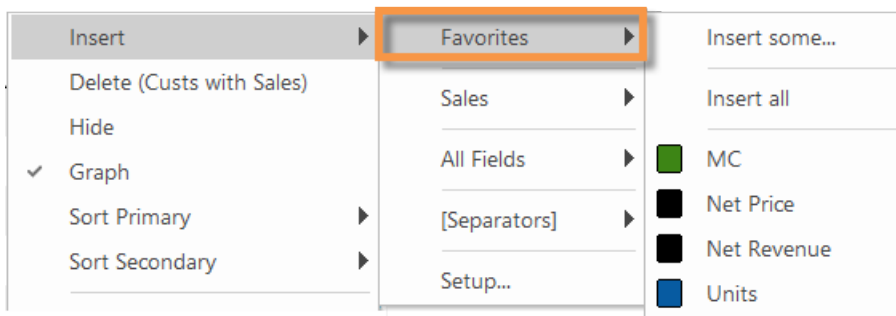 Insert
Delete (Custs with Sales)
Hide
Graph
Sort Primary
Sort Secondary
Favorites
Sales
All Fields
[Separators]
Setup...
Insert some...
Insert all
MC
Net Price
Net Revenue
Units